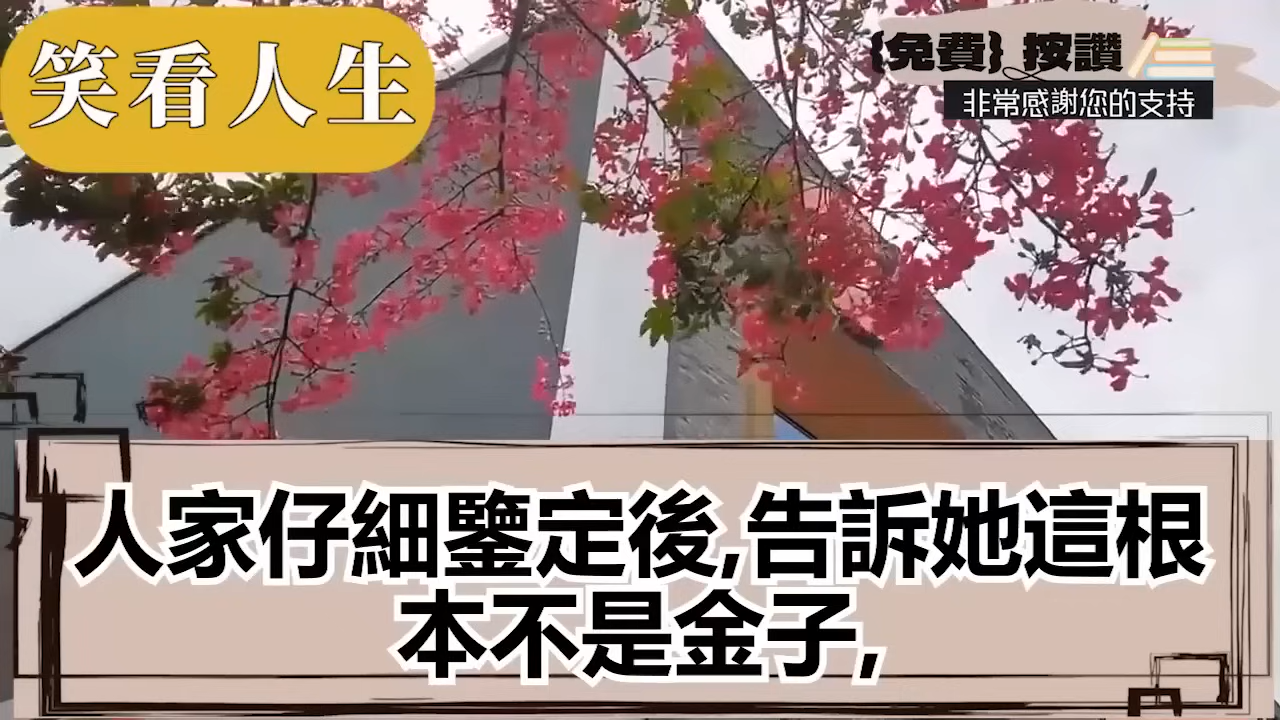 笑看人生
{免費} 按讚
非常感謝您的支持
人家仔細鑒定後,告訴她這根
本不是金子,